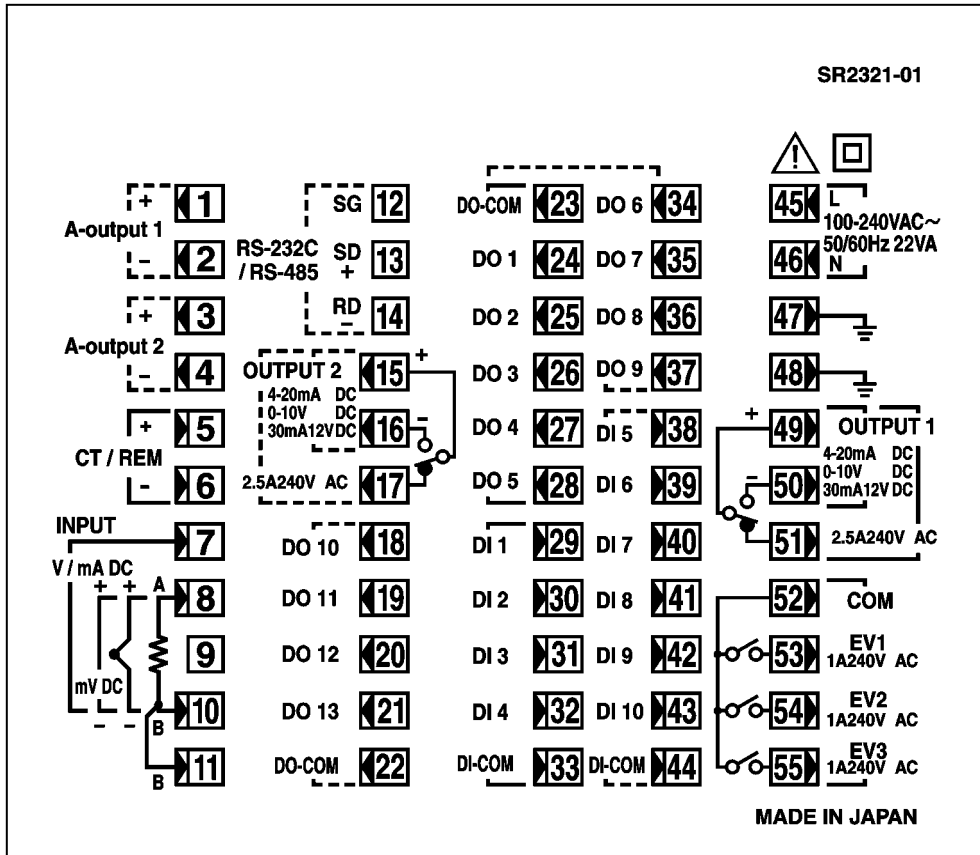 SR2321-01
+ 1
A-output 1
- 2
+ 3
A-output 2
- 4
+ 5
CT / REM
- 6
INPUT
7
V / mA DC
+ + A 8
9
mV DC
- - B 10
B 11
SG 12
RS-232C / RS-485
SD + 13
RD - 14
OUTPUT 2 15 +
4-20mA DC
0-10V DC
30mA12V DC 16 -
2.5A240V AC 17
DO 10 18
DO 11 19
DO 12 20
DO 13 21
DO-COM 22
DO-COM 23
DO 1 24
DO 2 25
DO 3 26
DO 4 27
DO 5 28
DI 1 29
DI 2 30
DI 3 31
DI 4 32
DI-COM 33
DO 6 34
DO 7 35
DO 8 36
DO 9 37
DI 5 38
DI 6 39
DI 7 40
DI 8 41
DI 9 42
DI 10 43
DI-COM 44
45 L
100-240VAC~
50/60Hz 22VA
46 N
47
48
+ 49 OUTPUT 1
4-20mA DC
0-10V DC
- 50 30mA12V DC
51 2.5A240V AC
52 COM
53 EV1
1A240V AC
54 EV2
1A240V AC
55 EV3
1A240V AC
MADE IN JAPAN